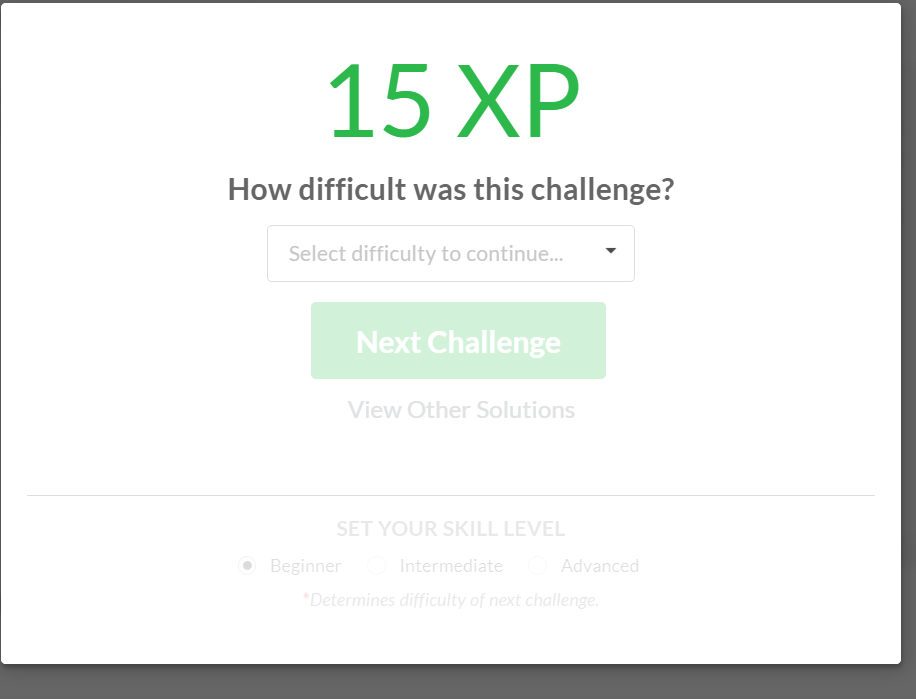 15 XP
How difficult was this challenge?
Select difficulty to continue...
Next Challenge
View Other Solutions
SET YOUR SKILL LEVEL
Beginner Intermediate Advanced
*Determines difficulty of next challenge.